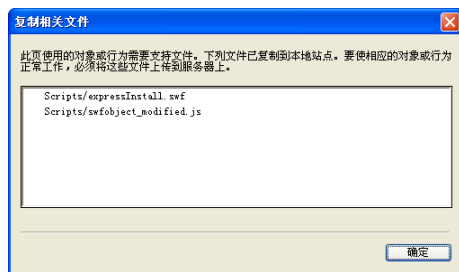 复制相关文件
此页使用的对象或行为需要支持文件。下列文件已复制到本地站点。要使相应的对象或行为
正常工作，必须将这些文件上传到服务器上。
Scripts/expressInstall.swf
Scripts/swfobject_modified.js
确定